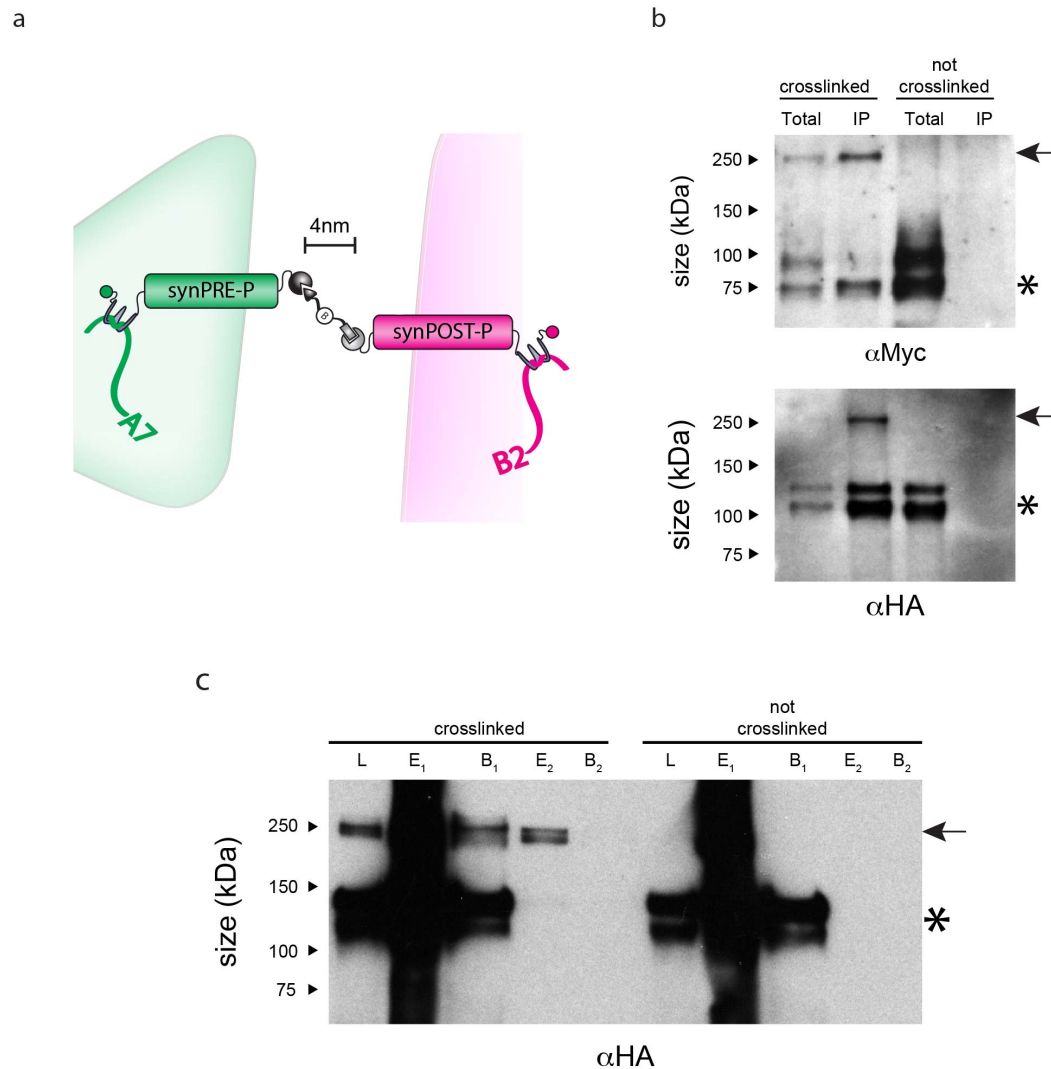 a
4nm
synPRE-P
B
synPOST-P
A7
B2
b
crosslinked
not
crosslinked
Total IP Total IP
size (kDa)
250
150
100
75
*
αMyc
size (kDa)
250
150
100
75
*
αHA
c
crosslinked
not
crosslinked
L E1 B1 E2 B2 L E1 B1 E2 B2
size (kDa)
250
150
100
75
*
αHA